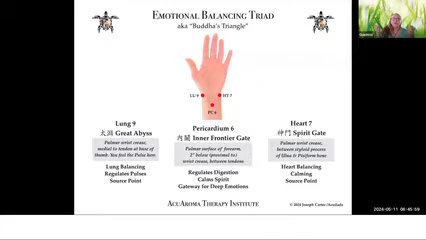 EMOTIONAL BALANCING TRIAD
aka "Buddha's Triangle"
LU 9
HT 7
PC 6
Lung 9
太淵 Great Abyss
Palmar wrist crease,
medial to tendon at base of
thumb. You feel the Pulse here.
Lung Balancing
Regulates Pulses
Source Point
Pericardium 6
內關 Inner Frontier Gate
Palmar surface of forearm,
2" below (proximal to)
wrist crease, between tendons
Regulates Digestion
Calms Spirit
Gateway for Deep Emotions
Heart 7
神門 Spirit Gate
Palmar wrist crease,
between styloid process
of Ulna & Pisiform bone
Heart Balancing
Calming
Source Point
ACUAROMA THERAPY INSTITUTE
2024-05-11 08:45:59